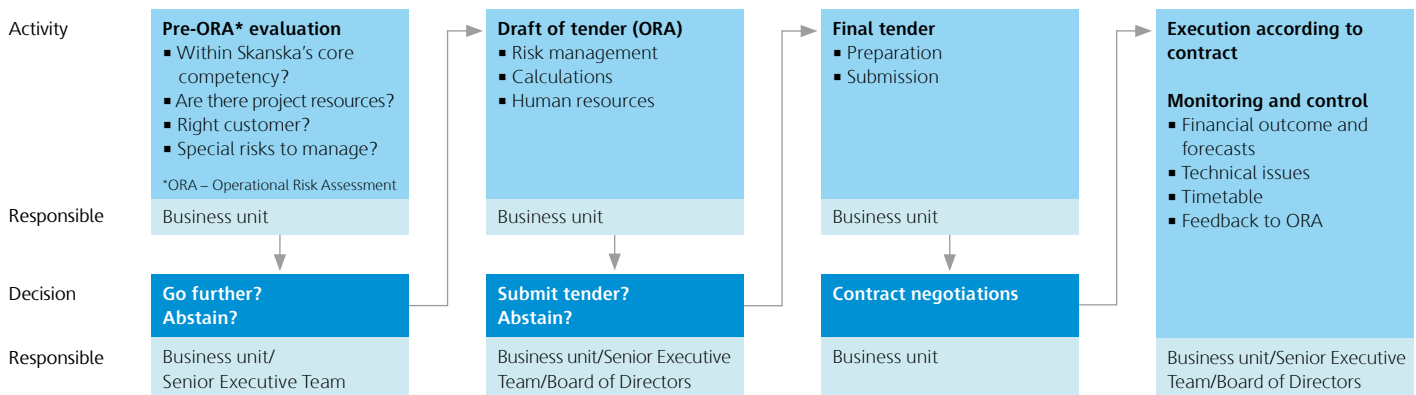 Activity
Pre-ORA* evaluation
▪ Within Skanska's core
competency?
▪ Are there project resources?
▪ Right customer?
▪ Special risks to manage?
*ORA – Operational Risk Assessment
Draft of tender (ORA)
▪ Risk management
▪ Calculations
▪ Human resources
Final tender
▪ Preparation
▪ Submission
Execution according to
contract
Monitoring and control
▪ Financial outcome and
forecasts
▪ Technical issues
▪ Timetable
▪ Feedback to ORA
Responsible
Business unit
Business unit
Business unit
Decision
Go further?
Abstain?
Submit tender?
Abstain?
Contract negotiations
Responsible
Business unit/
Senior Executive Team
Business unit/Senior Executive
Team/Board of Directors
Business unit
Business unit/Senior Executive
Team/Board of Directors